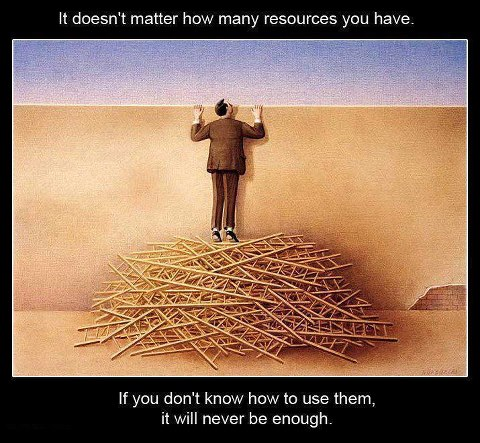 It doesn't matter how many resources you have.
If you don't know how to use them,
it will never be enough.